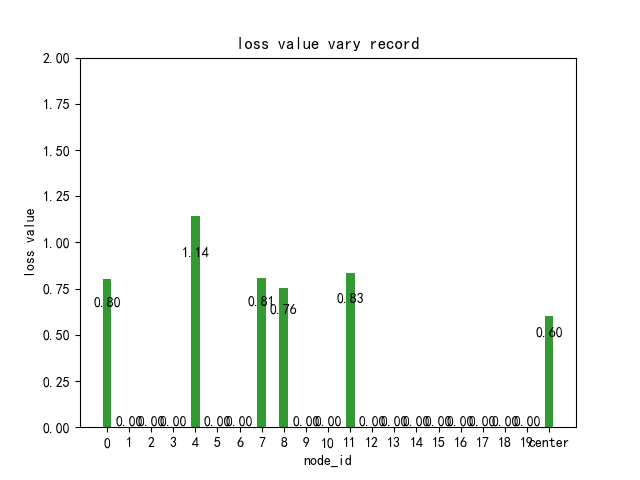 loss value vary record
2.00
1.75
1.50
1.25
1.00
0.75
0.50
0.25
0.00
loss value
0.80 0.00 0.00 0.00 1.14 0.00 0.00 0.81 0.76 0.00 0.00 0.83 0.00 0.00 0.00 0.00 0.00 0.00 0.00 0.00 0.60
0 1 2 3 4 5 6 7 8 9 10 11 12 13 14 15 16 17 18 19 center
node_id